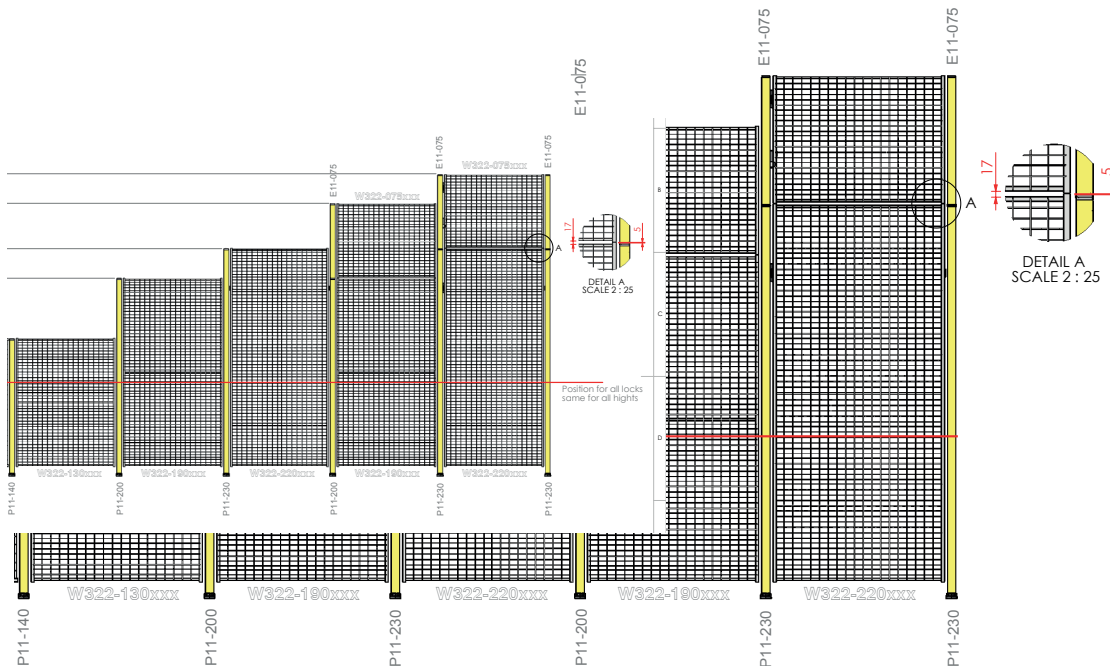 E11-075
E11-075
E11-075
E11-075
E11-075
E11-075
W322-075xxx
W322-075xxx
B
C
D
A
17
5
DETAIL A
SCALE 2 : 25
A
17
5
DETAIL A
SCALE 2 : 25
Position for all locks
same for all hights
W322-130xxx
W322-190xxx
W322-220xxx
W322-190xxx
W322-220xxx
P11-140
P11-200
P11-230
P11-200
P11-230
P11-230
W322-130xxx
W322-190xxx
W322-220xxx
W322-190xxx
W322-220xxx
P11-140
P11-200
P11-230
P11-200
P11-230
P11-230